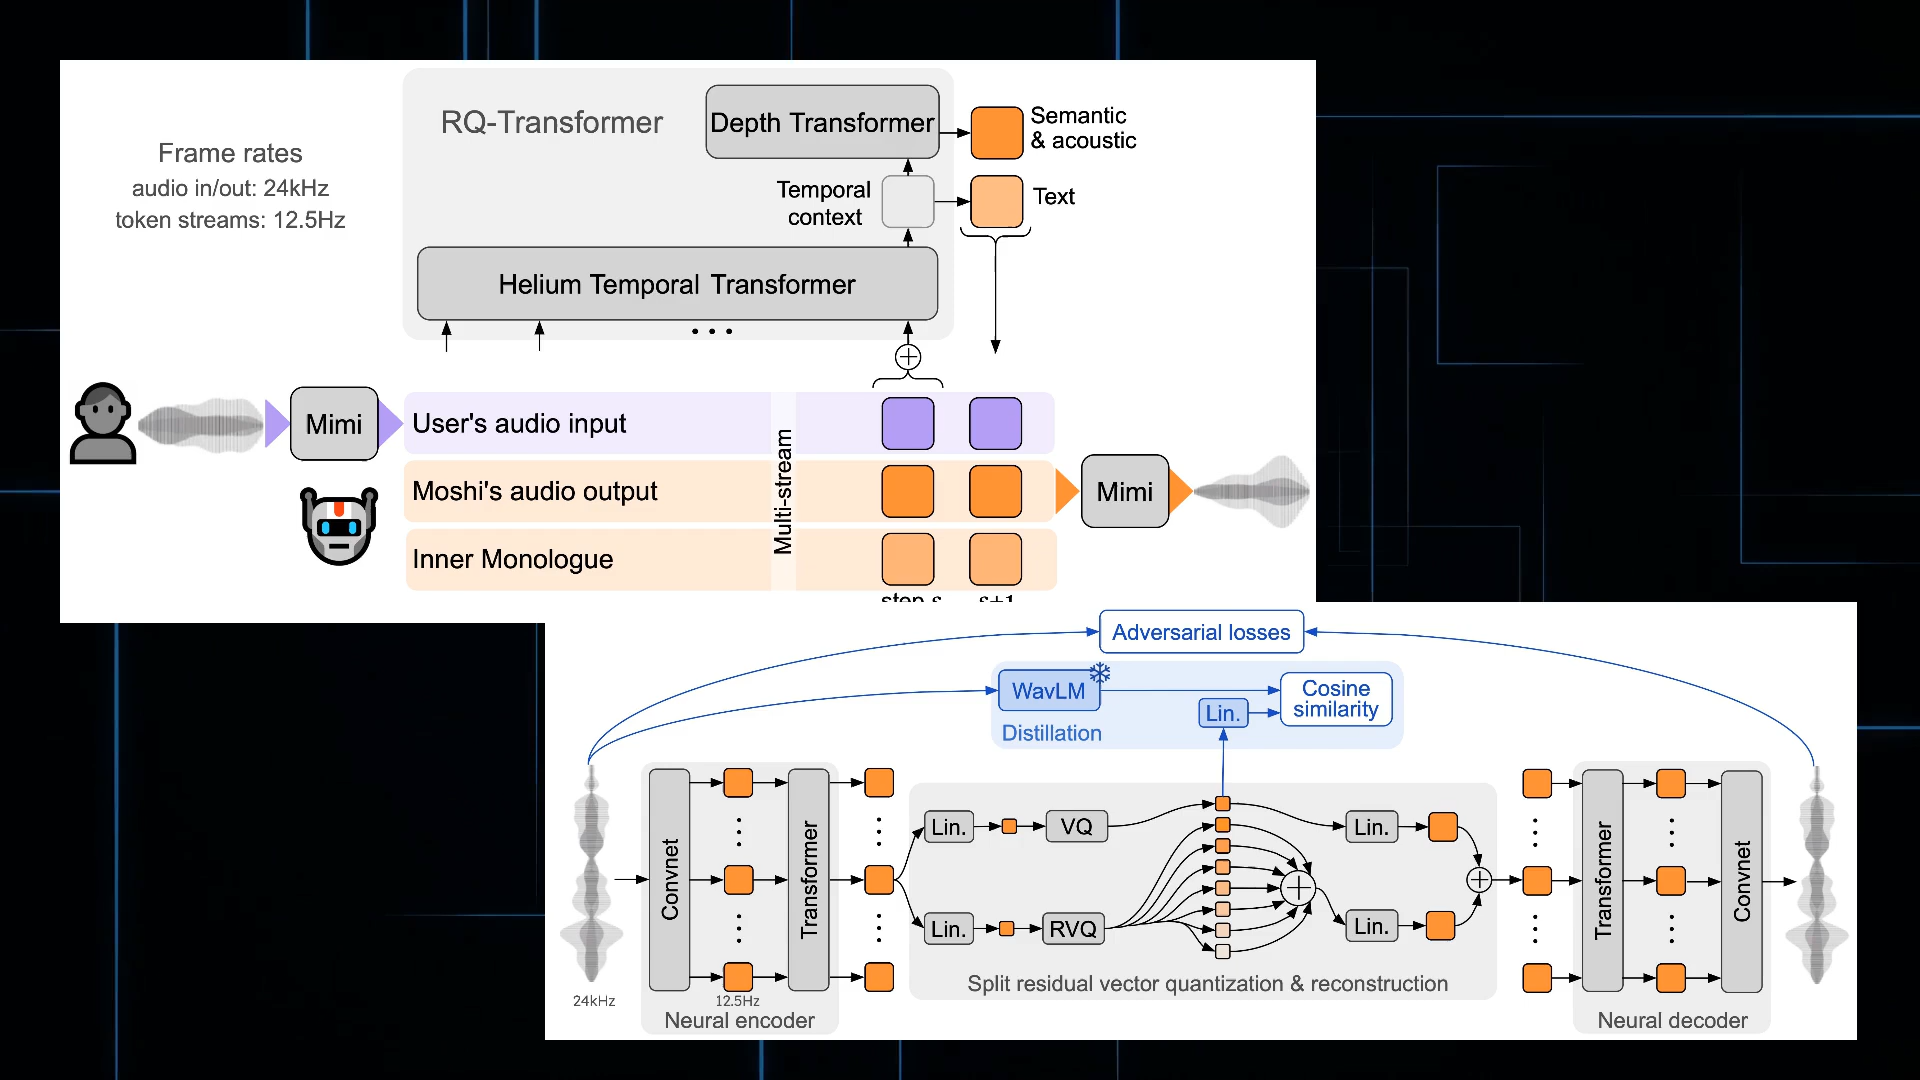 RQ-Transformer
Depth Transformer
Semantic
& acoustic
Frame rates
audio in/out: 24kHz
token streams: 12.5Hz
Temporal
context
Text
Helium Temporal Transformer
Mimi
User's audio input
Moshi's audio output
Inner Monologue
Multi-stream
Mimi
step s
s+1
Adversarial losses
WavLM
Cosine
similarity
Lin.
Distillation
Convnet
Transformer
Lin.
VQ
Lin.
RVQ
Lin.
Lin.
Transformer
Convnet
Split residual vector quantization & reconstruction
24kHz
12.5Hz
Neural encoder
Neural decoder